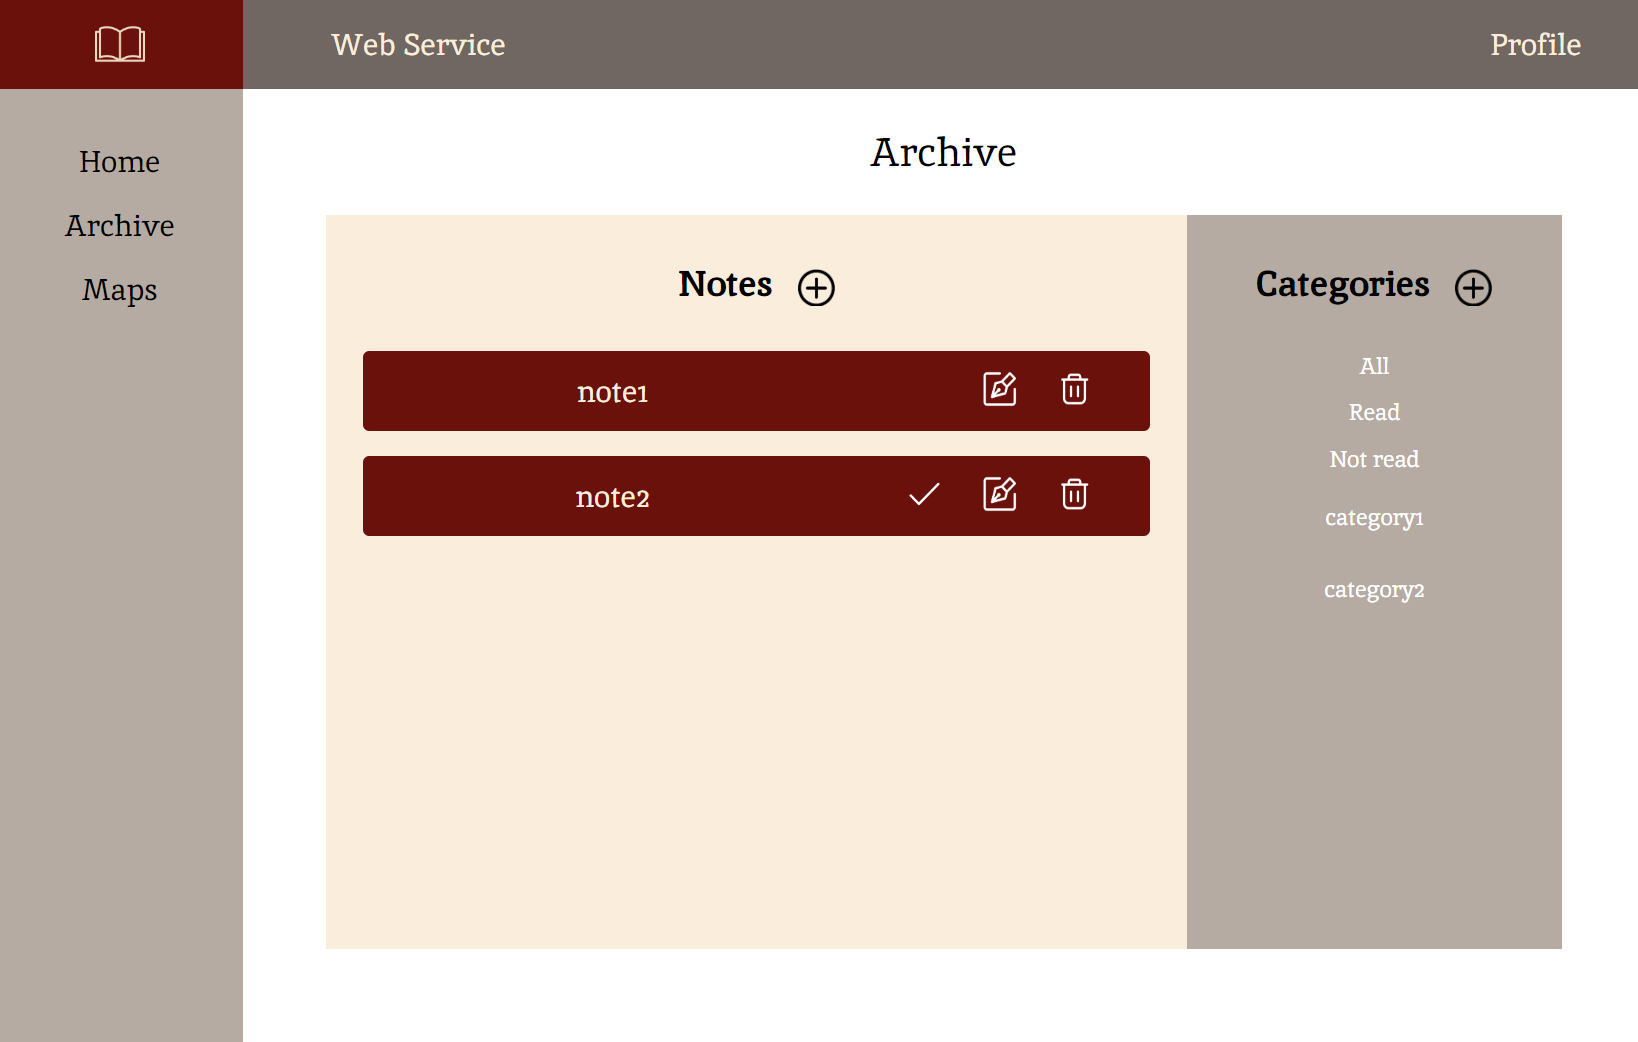 Web Service
Profile
Home
Archive
Maps
Archive
Notes
note1
note2
Categories
All
Read
Not read
category1
category2